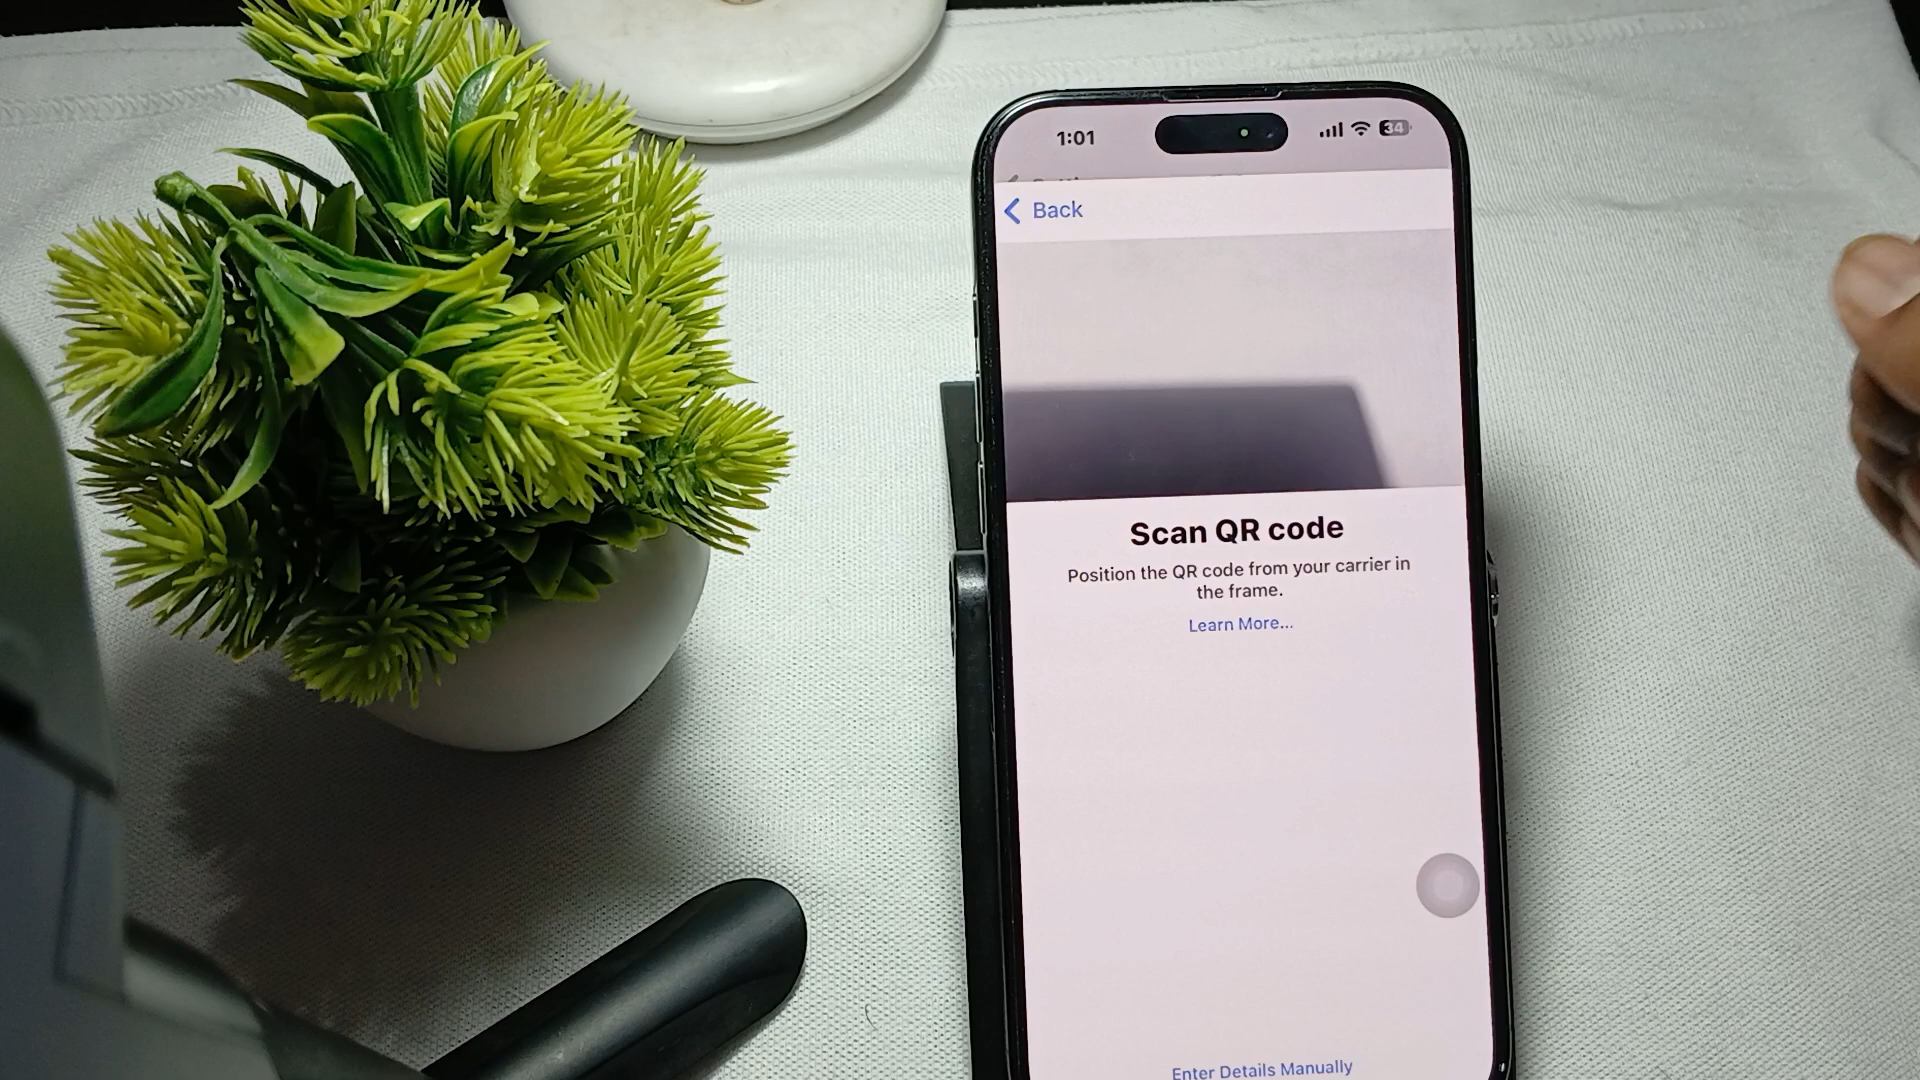 1:01
34
Back
Scan QR code
Position the QR code from your carrier in
the frame.
Learn More...
Enter Details Manually